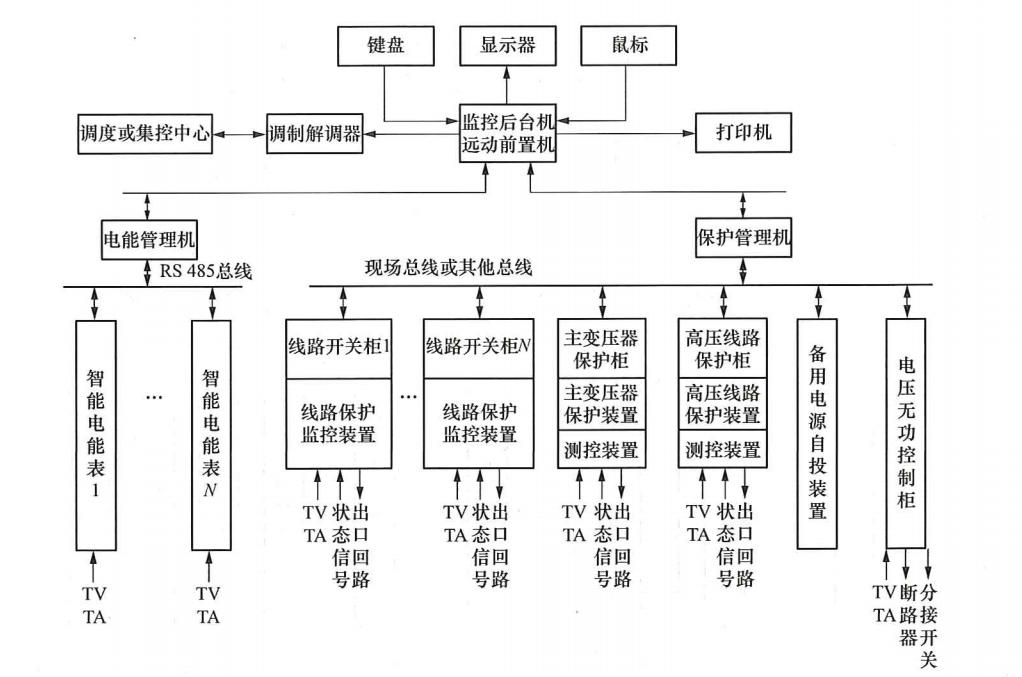 键盘
显示器
鼠标
调度或集控中心
调制解调器
监控后台机
远动前置机
打印机
电能管理机
保护管理机
RS 485总线
现场总线或其他总线
智能电能表1
…
智能电能表N
线路开关柜1
线路保护
监控装置
…
线路开关柜N
线路保护
监控装置
主变压器
保护柜
主变压器
保护装置
测控装置
高压线路
保护柜
高压线路
保护装置
测控装置
备用电源自投装置
电压无功控制柜
TV
TA
TV
TA
TV
TA
状态信号
出口回路
TV
TA
状态信号
出口回路
TV
TA
状态信号
出口回路
TV
TA
状态信号
出口回路
TV
TA
断路器
分接开关